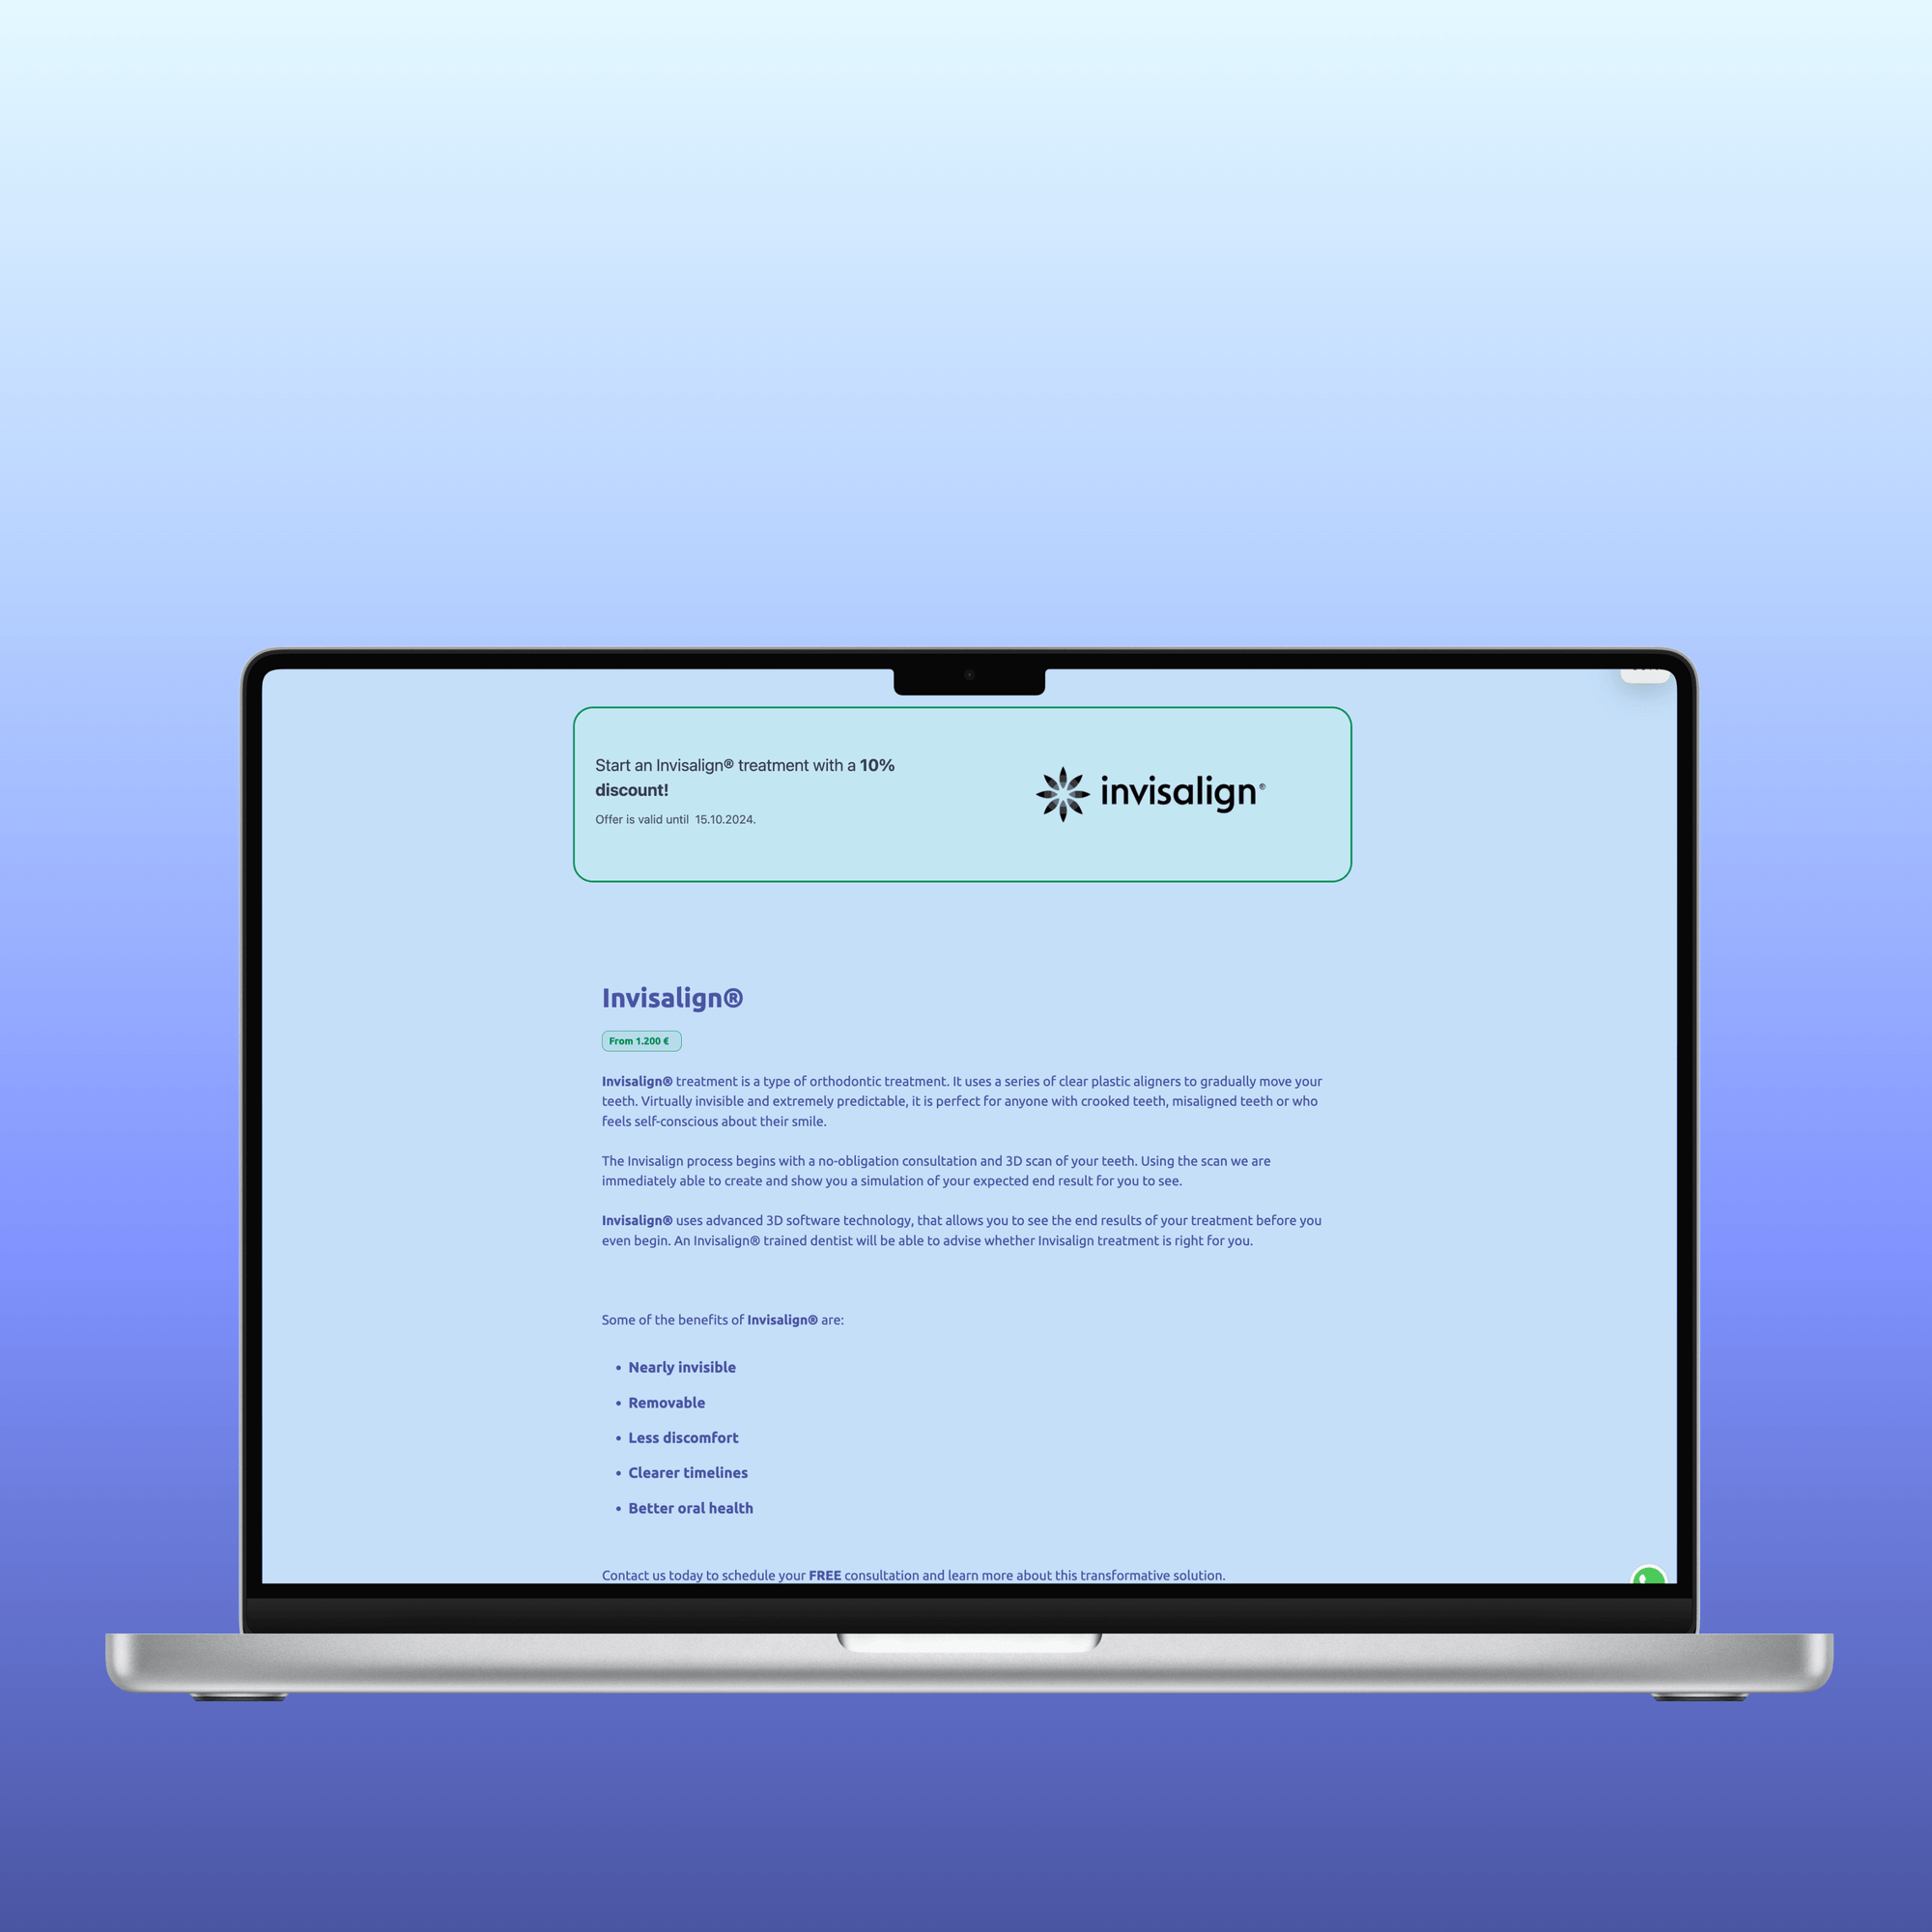 Start an Invisalign® treatment with a 10%
discount!
Offer is valid until 15.10.2024.
invisalign®
Invisalign®
From 1.200 €
Invisalign® treatment is a type of orthodontic treatment. It uses a series of clear plastic aligners to gradually move your
teeth. Virtually invisible and extremely predictable, it is perfect for anyone with crooked teeth, misaligned teeth or who
feels self-conscious about their smile.
The Invisalign process begins with a no-obligation consultation and 3D scan of your teeth. Using the scan we are
immediately able to create and show you a simulation of your expected end result for you to see.
Invisalign® uses advanced 3D software technology, that allows you to see the end results of your treatment before you
even begin. An Invisalign® trained dentist will be able to advise whether Invisalign treatment is right for you.
Some of the benefits of Invisalign® are:
• Nearly invisible
• Removable
• Less discomfort
• Clearer timelines
• Better oral health
Contact us today to schedule your FREE consultation and learn more about this transformative solution.